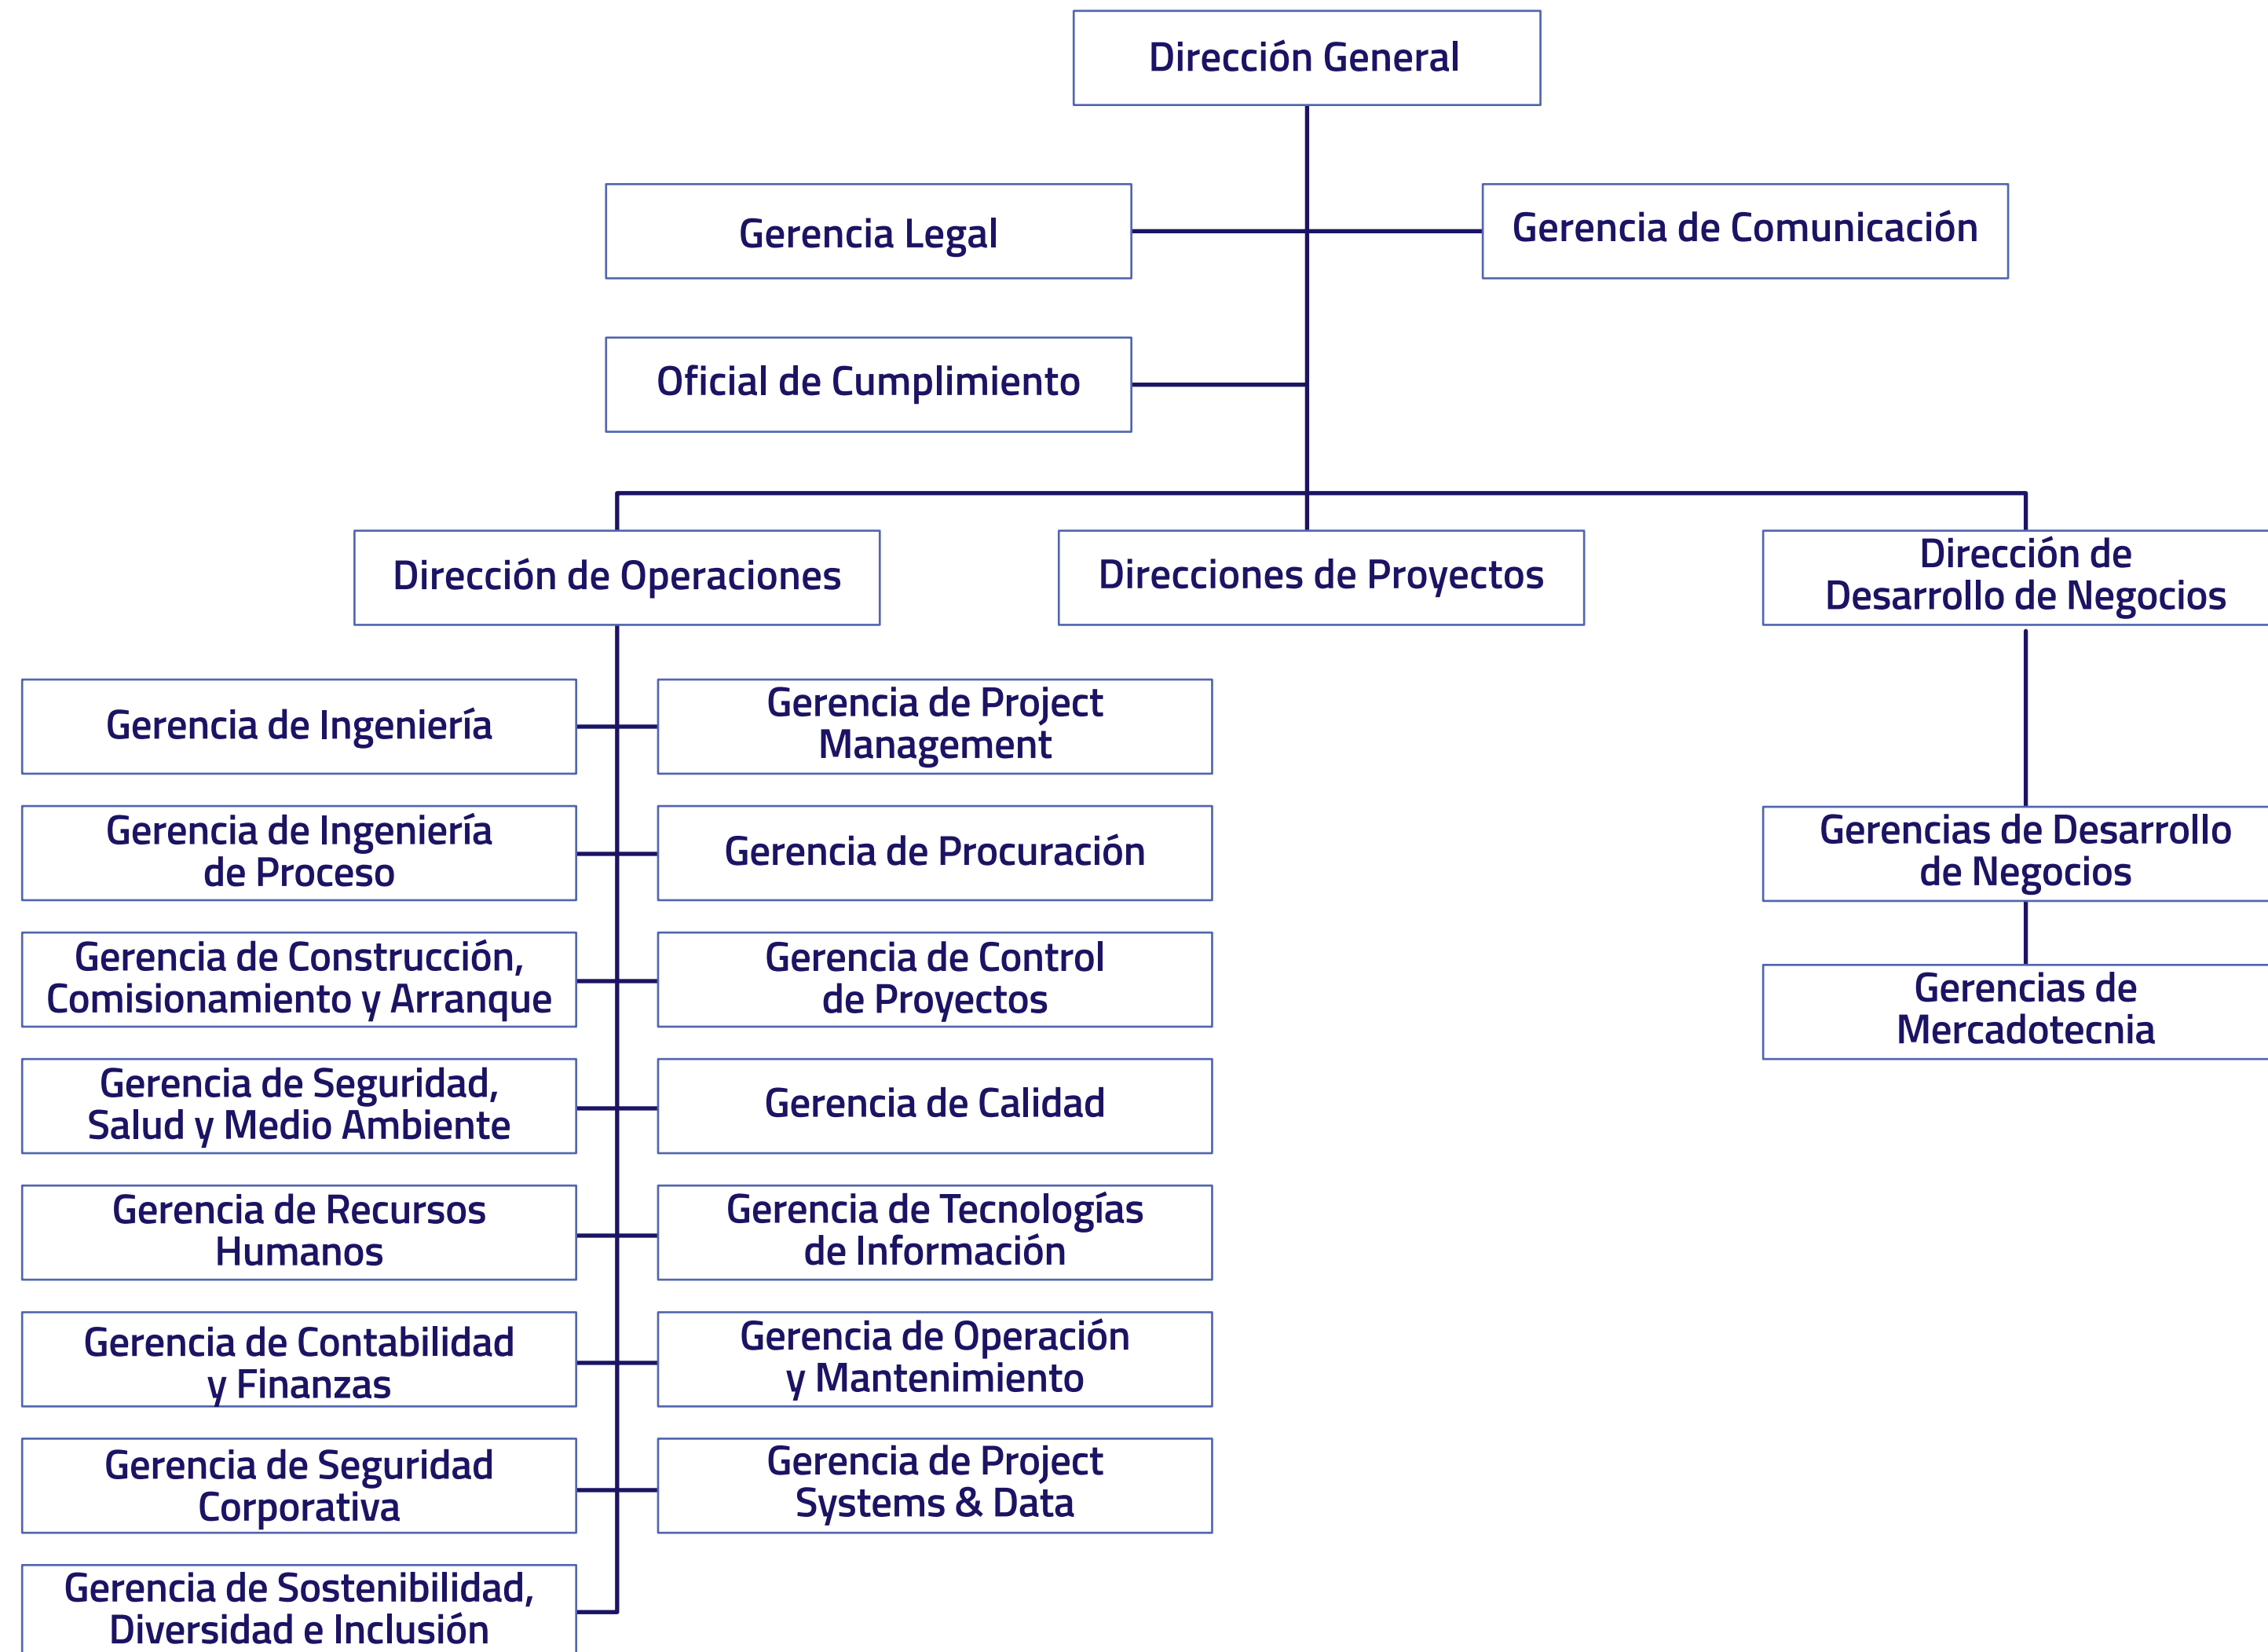 Dirección General
Gerencia Legal
Gerencia de Comunicación
Oficial de Cumplimiento
Dirección de Operaciones
Direcciones de Proyectos
Dirección de
Desarrollo de Negocios
Gerencia de Ingeniería
Gerencia de Project
Management
Gerencia de Ingeniería
de Proceso
Gerencia de Procuración
Gerencias de Desarrollo
de Negocios
Gerencia de Construcción,
Comisionamiento y Arranque
Gerencia de Control
de Proyectos
Gerencias de
Mercadotecnia
Gerencia de Seguridad,
Salud y Medio Ambiente
Gerencia de Calidad
Gerencia de Recursos
Humanos
Gerencia de Tecnologías
de Información
Gerencia de Contabilidad
y Finanzas
Gerencia de Operación
y Mantenimiento
Gerencia de Seguridad
Corporativa
Gerencia de Project
Systems & Data
Gerencia de Sostenibilidad,
Diversidad e Inclusión